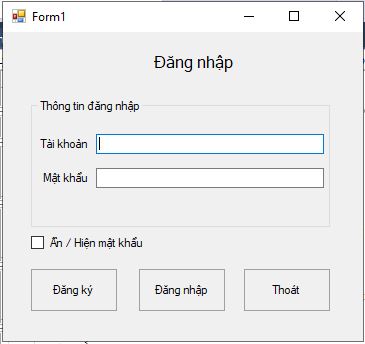 Form1
Đăng nhập
Thông tin đăng nhập
Tài khoản
Mật khẩu
Ẩn / Hiện mật khẩu
Đăng ký Đăng nhập Thoát